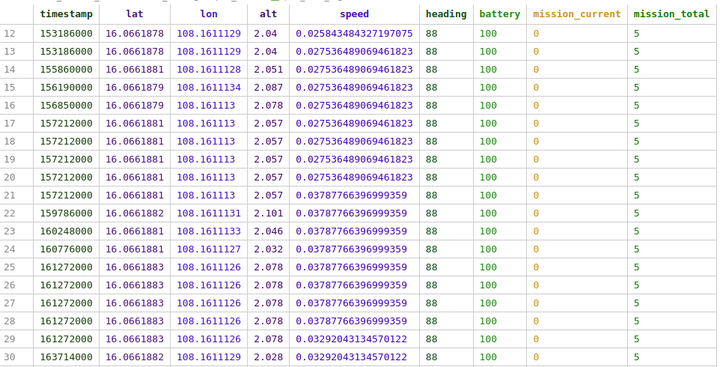 timestamp lat lon alt speed heading battery mission_current mission_total
12 153186000 16.0661878 108.1611129 2.04 0.025843484327197075 88 100 0 5
13 153186000 16.0661878 108.1611129 2.04 0.027536489069461823 88 100 0 5
14 155860000 16.0661881 108.1611128 2.051 0.027536489069461823 88 100 0 5
15 156190000 16.0661879 108.1611134 2.087 0.027536489069461823 88 100 0 5
16 156850000 16.0661879 108.161113 2.078 0.027536489069461823 88 100 0 5
17 157212000 16.0661881 108.161113 2.057 0.027536489069461823 88 100 0 5
18 157212000 16.0661881 108.161113 2.057 0.027536489069461823 88 100 0 5
19 157212000 16.0661881 108.161113 2.057 0.027536489069461823 88 100 0 5
20 157212000 16.0661881 108.161113 2.057 0.027536489069461823 88 100 0 5
21 157212000 16.0661881 108.161113 2.057 0.03787766396999359 88 100 0 5
22 159786000 16.0661882 108.1611131 2.101 0.03787766396999359 88 100 0 5
23 160248000 16.0661881 108.1611133 2.046 0.03787766396999359 88 100 0 5
24 160776000 16.0661881 108.1611127 2.032 0.03787766396999359 88 100 0 5
25 161272000 16.0661883 108.1611126 2.078 0.03787766396999359 88 100 0 5
26 161272000 16.0661883 108.1611126 2.078 0.03787766396999359 88 100 0 5
27 161272000 16.0661883 108.1611126 2.078 0.03787766396999359 88 100 0 5
28 161272000 16.0661883 108.1611126 2.078 0.03787766396999359 88 100 0 5
29 161272000 16.0661883 108.1611126 2.078 0.03292043134570122 88 100 0 5
30 163714000 16.0661882 108.1611129 2.028 0.03292043134570122 88 100 0 5